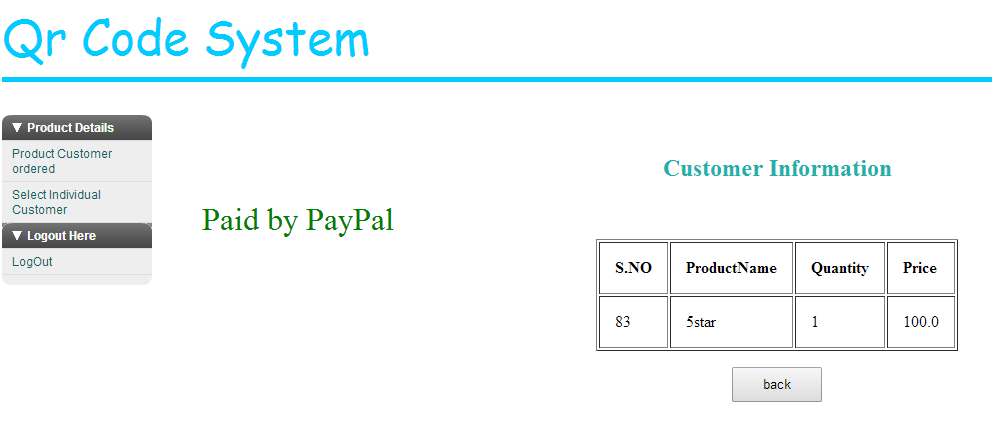 Qr Code System
▼ Product Details
Product Customer
ordered
Select Individual
Customer
▼ Logout Here
LogOut
Paid by PayPal
Customer Information
S.NO ProductName Quantity Price
83 5star 1 100.0
back